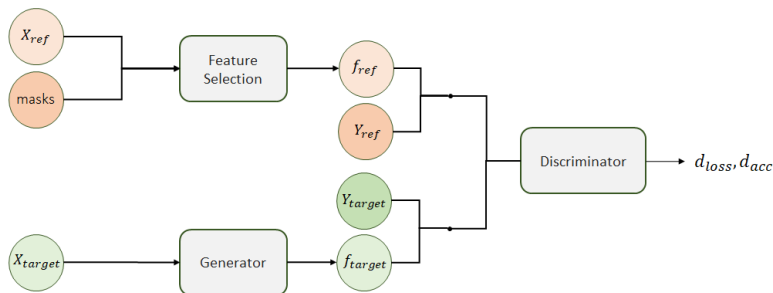 X_ref
masks
Feature
Selection
f_ref
Y_ref
Discriminator
d_loss, d_acc
Y_target
X_target
Generator
f_target